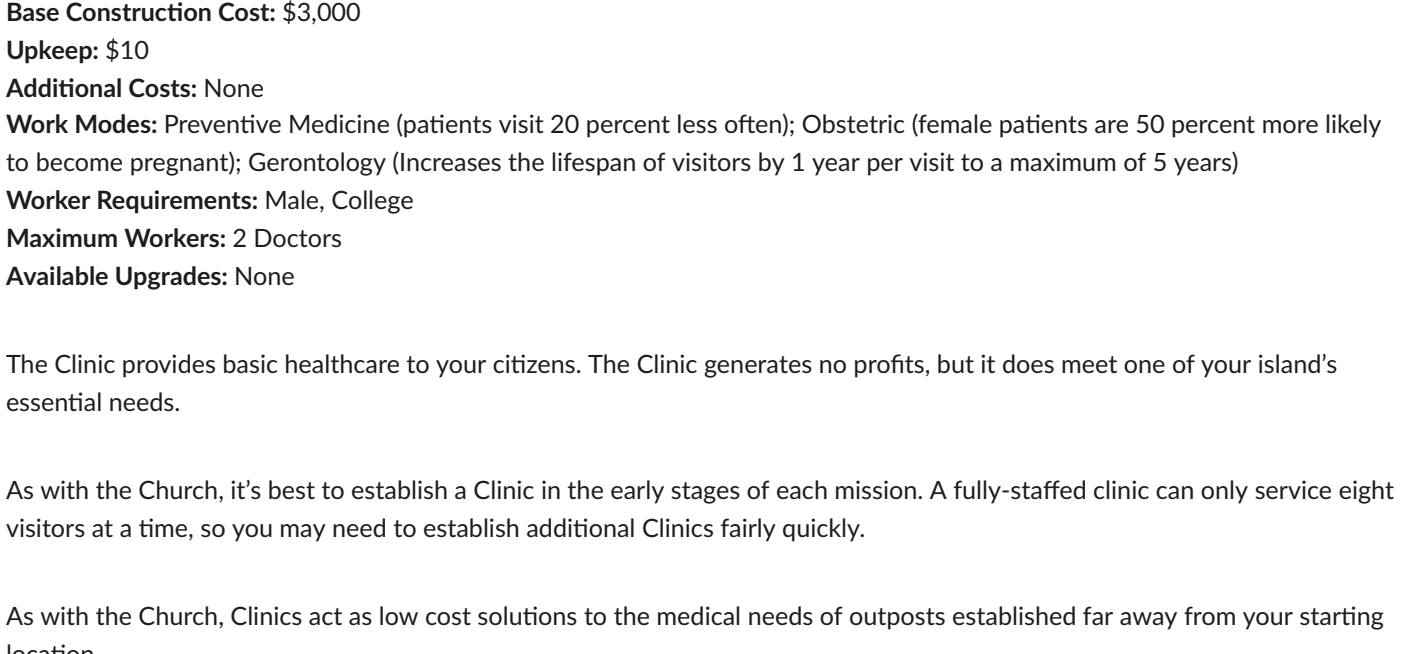 Base Construction Cost: $3,000
Upkeep: $10
Additional Costs: None
Work Modes: Preventive Medicine (patients visit 20 percent less often); Obstetric (female patients are 50 percent more likely
to become pregnant); Gerontology (Increases the lifespan of visitors by 1 year per visit to a maximum of 5 years)
Worker Requirements: Male, College
Maximum Workers: 2 Doctors
Available Upgrades: None
The Clinic provides basic healthcare to your citizens. The Clinic generates no profits, but it does meet one of your island’s
essential needs.
As with the Church, it’s best to establish a Clinic in the early stages of each mission. A fully-staffed clinic can only service eight
visitors at a time, so you may need to establish additional Clinics fairly quickly.
As with the Church, Clinics act as low cost solutions to the medical needs of outposts established far away from your starting
location.